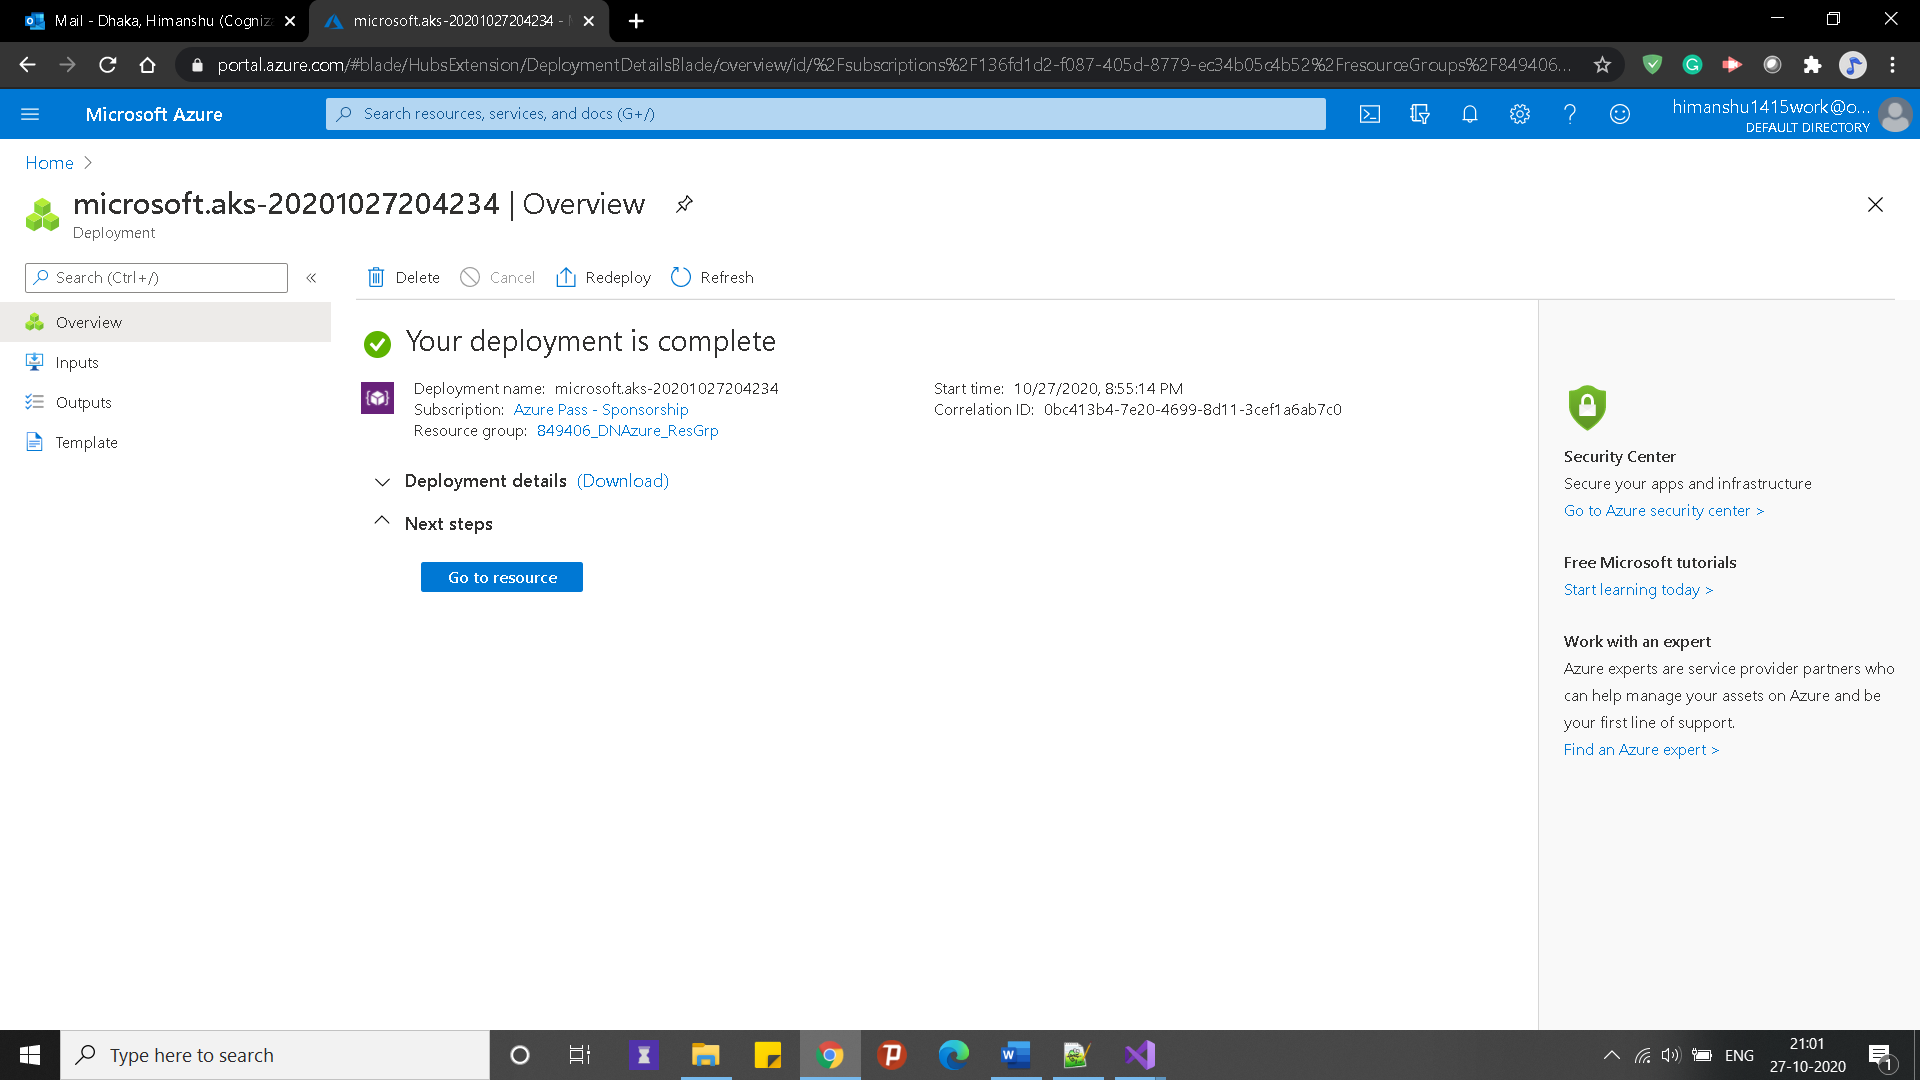 Mail - Dhaka, Himanshu (Cogniz
microsoft.aks-20201027204234 -
portal.azure.com/#blade/HubsExtension/DeploymentDetailsBlade/overview/id/%2Fsubscriptions%2F136fd1d2-f087-405d-8779-ec34b05c4b52%2FresourceGroups%2F849406...
Microsoft Azure
Search resources, services, and docs (G+/)
himanshu1415work@o...
DEFAULT DIRECTORY
Home
microsoft.aks-20201027204234 | Overview
Deployment
Search (Ctrl+/)
«
Delete
Cancel
Redeploy
Refresh
Overview
Inputs
Outputs
Template
Your deployment is complete
Deployment name: microsoft.aks-20201027204234
Subscription: Azure Pass - Sponsorship
Resource group: 849406_DNAzure_ResGrp
Start time: 10/27/2020, 8:55:14 PM
Correlation ID: 0bc413b4-7e20-4699-8d11-3cef1a6ab7c0
Deployment details (Download)
Next steps
Go to resource
Security Center
Secure your apps and infrastructure
Go to Azure security center >
Free Microsoft tutorials
Start learning today >
Work with an expert
Azure experts are service provider partners who
can help manage your assets on Azure and be
your first line of support.
Find an Azure expert >
Type here to search
ENG
21:01
27-10-2020
1